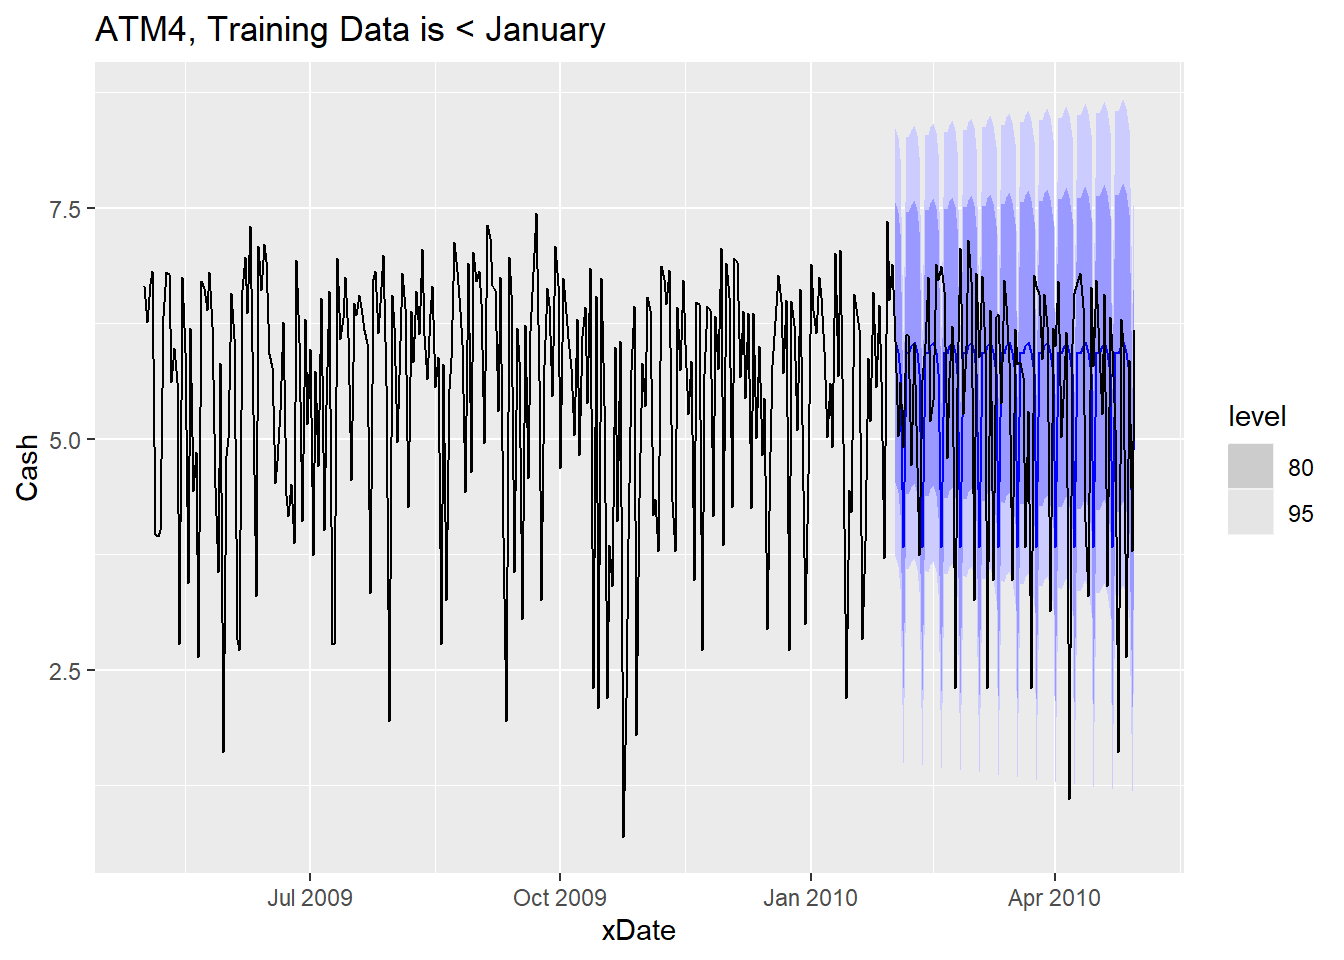 ATM4, Training Data is < January
Cash
7.5
5.0
2.5
Jul 2009
Oct 2009
Jan 2010
Apr 2010
xDate
level
80
95